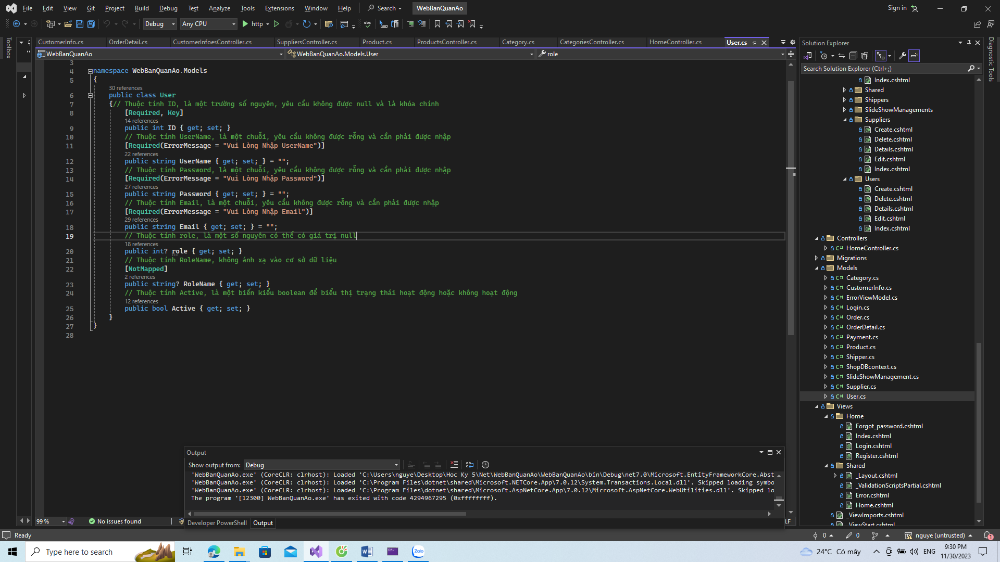 File Edit View Git Project Build Debug Test Analyze Tools Extensions Window Help Search WebBanQuanAo Sign in
Debug Any CPU http
Toolbox
CustomerInfo.cs OrderDetail.cs CustomerInfoesController.cs SuppliersController.cs Product.cs ProductsController.cs Category.cs CategoriesController.cs HomeController.cs User.cs
WebBanQuanAo WebBanQuanAo.Models.User role
3
4 namespace WebBanQuanAo.Models
5 {
30 references
6 public class User
7 {// Thuộc tính ID, là một trường số nguyên, yêu cầu không được null và là khóa chính
8 [Required, Key]
14 references
9 public int ID { get; set; }
10 // Thuộc tính UserName, là một chuỗi, yêu cầu không được rỗng và cần phải được nhập
11 [Required(ErrorMessage = "Vui Lòng Nhập UserName")]
22 references
12 public string UserName { get; set; } = "";
13 // Thuộc tính Password, là một chuỗi, yêu cầu không được rỗng và cần phải được nhập
14 [Required(ErrorMessage = "Vui Lòng Nhập Password")]
27 references
15 public string Password { get; set; } = "";
16 // Thuộc tính Email, là một chuỗi, yêu cầu không được rỗng và cần phải được nhập
17 [Required(ErrorMessage = "Vui Lòng Nhập Email")]
29 references
18 public string Email { get; set; } = "";
19 // Thuộc tính role, là một số nguyên có thể có giá trị null
18 references
20 public int? role { get; set; }
21 // Thuộc tính RoleName, không ánh xạ vào cơ sở dữ liệu
22 [NotMapped]
2 references
23 public string? RoleName { get; set; }
24 // Thuộc tính Active, là một biến kiểu boolean để biểu thị trạng thái hoạt động hoặc không hoạt động
12 references
25 public bool Active { get; set; }
26 }
27 }
28
Output
Show output from: Debug
'WebBanQuanAo.exe' (CoreCLR: clrhost): Loaded 'C:\Users\nguye\Desktop\Hoc Ky 5\Net\WebBanQuanAo\WebBanQuanAo\bin\Debug\net7.0\Microsoft.EntityFrameworkCore.Abst
'WebBanQuanAo.exe' (CoreCLR: clrhost): Loaded 'C:\Program Files\dotnet\shared\Microsoft.NETCore.App\7.0.12\System.Transactions.Local.dll'. Skipped loading symbo
'WebBanQuanAo.exe' (CoreCLR: clrhost): Loaded 'C:\Program Files\dotnet\shared\Microsoft.AspNetCore.App\7.0.12\Microsoft.AspNetCore.WebUtilities.dll'. Skipped lo
The program '[12300] WebBanQuanAo.exe' has exited with code 4294967295 (0xffffffff).
99 % No issues found
Developer PowerShell Output
LF
Solution Explorer
Search Solution Explorer (Ctrl+;)
Index.cshtml
Shared
Shippers
SlideShowManagements
Suppliers
Create.cshtml
Delete.cshtml
Details.cshtml
Edit.cshtml
Index.cshtml
Users
Create.cshtml
Delete.cshtml
Details.cshtml
Edit.cshtml
Index.cshtml
Controllers
C# HomeController.cs
Migrations
Models
C# Category.cs
C# CustomerInfo.cs
C# ErrorViewModel.cs
C# Login.cs
C# Order.cs
C# OrderDetail.cs
C# Payment.cs
C# Product.cs
C# Shipper.cs
C# ShopDBcontext.cs
C# SlideShowManagement.cs
C# Supplier.cs
C# User.cs
Views
Home
Forgot_password.cshtml
Index.cshtml
Login.cshtml
Register.cshtml
Shared
_Layout.cshtml
_ValidationScriptsPartial.cshtml
Error.cshtml
Home.cshtml
_ViewImports.cshtml
_ViewStart.cshtml
Diagnostic Tools
Ready 0 0 nguye (untrusted) 1
Type here to search Zalo 24°C Có mây ENG 9:30 PM
11/30/2023